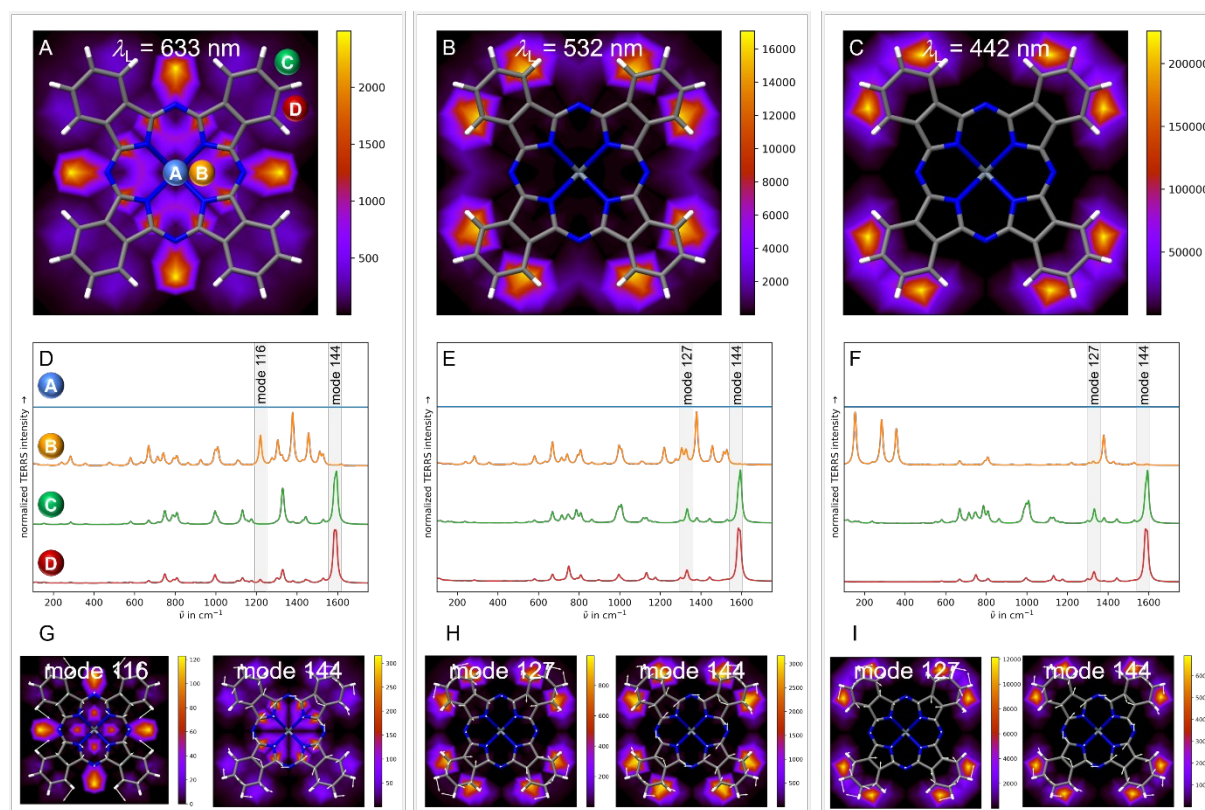 A
λL = 633 nm
C
D
A
B
2000
1500
1000
500
B
λL = 532 nm
16000
14000
12000
10000
8000
6000
4000
2000
C
λL = 442 nm
200000
150000
100000
50000
D
mode 116
mode 144
normalized TERRS intensity →
A
B
C
D
200 400 600 800 1000 1200 1400 1600
ν̃ in cm⁻¹
E
mode 127
mode 144
normalized TERRS intensity →
200 400 600 800 1000 1200 1400 1600
ν̃ in cm⁻¹
F
mode 127
mode 144
normalized TERRS intensity →
200 400 600 800 1000 1200 1400 1600
ν̃ in cm⁻¹
G
mode 116
120
100
80
60
40
20
0
mode 144
300
250
200
150
100
50
0
H
mode 127
800
600
400
200
mode 144
3000
2500
2000
1500
1000
500
0
I
mode 127
12000
10000
8000
6000
4000
2000
mode 144